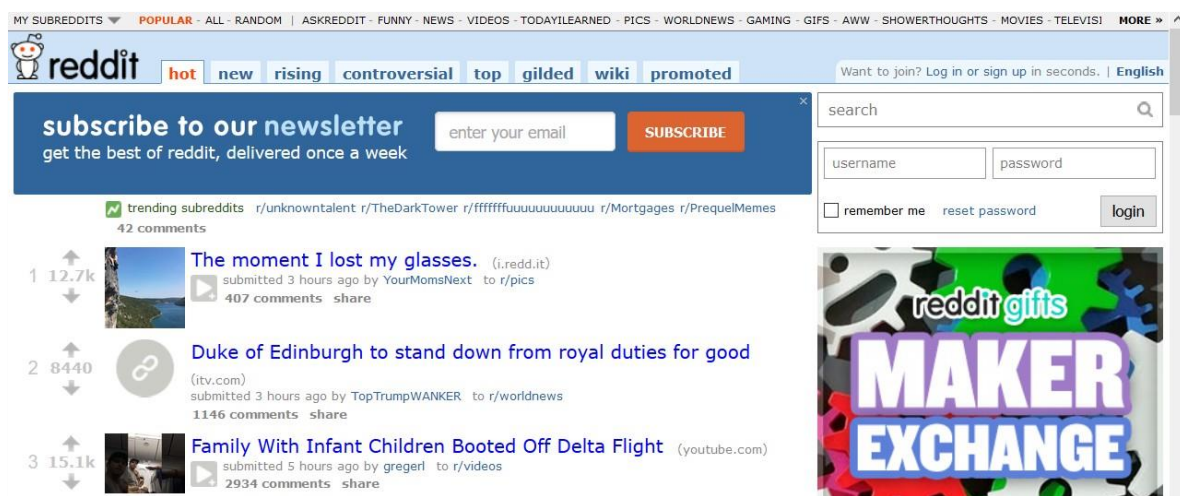 MY SUBREDDITS POPULAR - ALL - RANDOM | ASKREDDIT - FUNNY - NEWS - VIDEOS - TODAYILEARNED - PICS - WORLDNEWS - GAMING - GIFS - AWW - SHOWERTHOUGHTS - MOVIES - TELEVISI MORE »
reddit hot new rising controversial top gilded wiki promoted
Want to join? Log in or sign up in seconds. | English
subscribe to our newsletter
get the best of reddit, delivered once a week
enter your email
SUBSCRIBE
×
search
username password
remember me reset password login
trending subreddits r/unknowntalent r/TheDarkTower r/fffffffuuuuuuuuuuuu r/Mortgages r/PrequelMemes
42 comments
1 12.7k
The moment I lost my glasses. (i.redd.it)
submitted 3 hours ago by YourMomsNext to r/pics
407 comments share
2 8440
Duke of Edinburgh to stand down from royal duties for good
(itv.com)
submitted 3 hours ago by TopTrumpWANKER to r/worldnews
1146 comments share
3 15.1k
Family With Infant Children Booted Off Delta Flight (youtube.com)
submitted 5 hours ago by gregerl to r/videos
2934 comments share
reddit gifts
MAKER
EXCHANGE